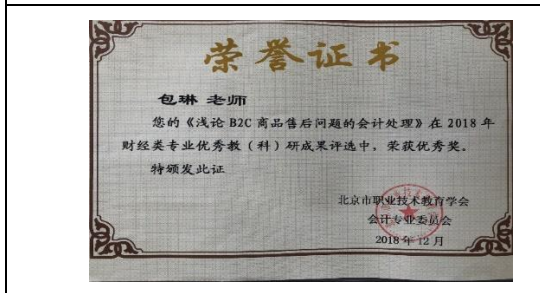 荣誉证书
包琳 老师
您的《浅论 B2C 商品售后问题的会计处理》在 2018 年
财经类专业优秀教（科）研成果评选中，荣获优秀奖。
特颁发此证
北京市职业技术教育学会
会计专业委员会
2018 年 12 月